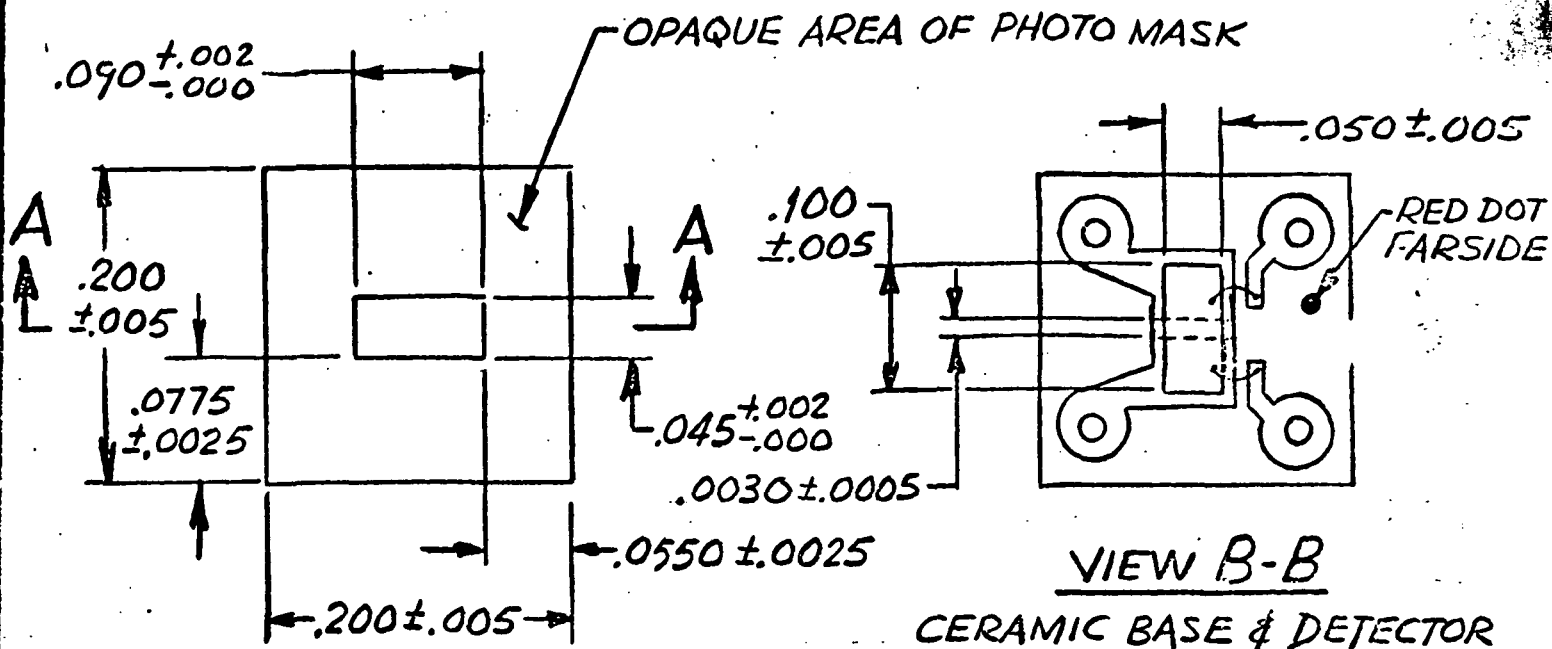 OPAQUE AREA OF PHOTO MASK
.090 +.002
-.000
.050 ±.005
A
A
.100
±.005
RED DOT
FARSIDE
.200
±.005
.0775
±.0025
.045 +.002
-.000
.0030 ±.0005
.0550 ±.0025
VIEW B-B
.200 ±.005
CERAMIC BASE & DETECTOR